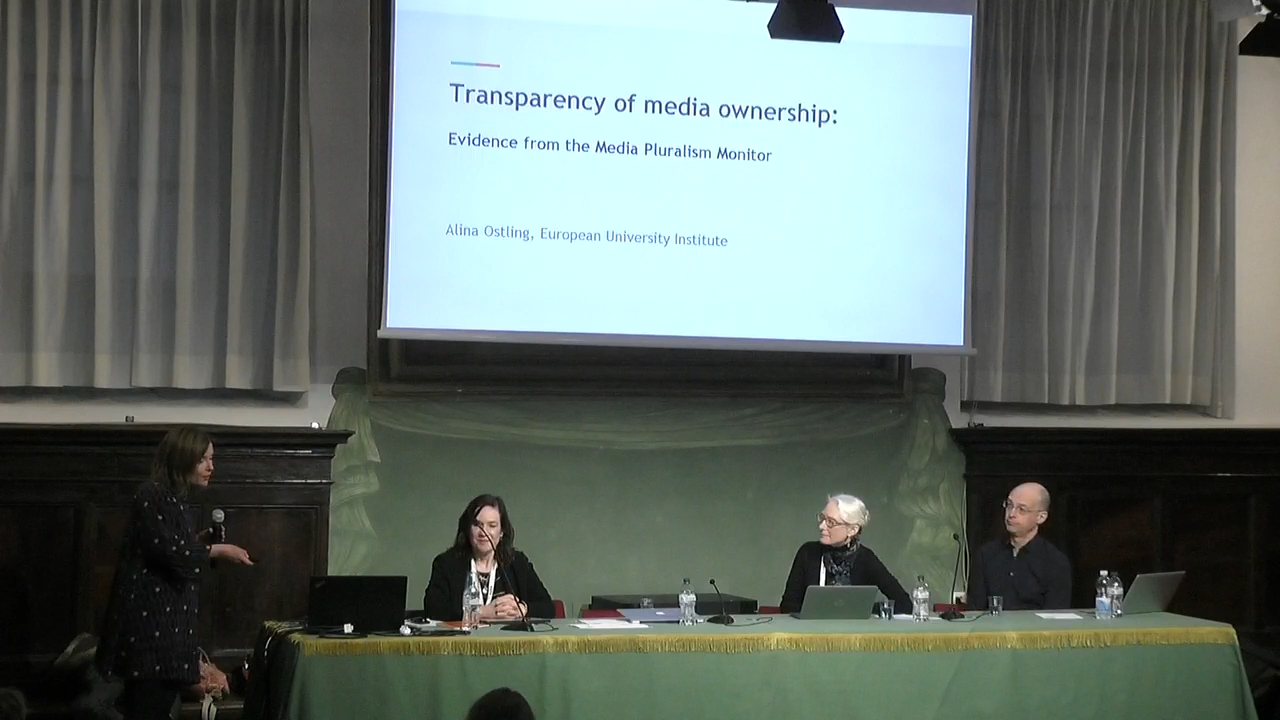 Transparency of media ownership:
Evidence from the Media Pluralism Monitor
Alina Ostling, European University Institute